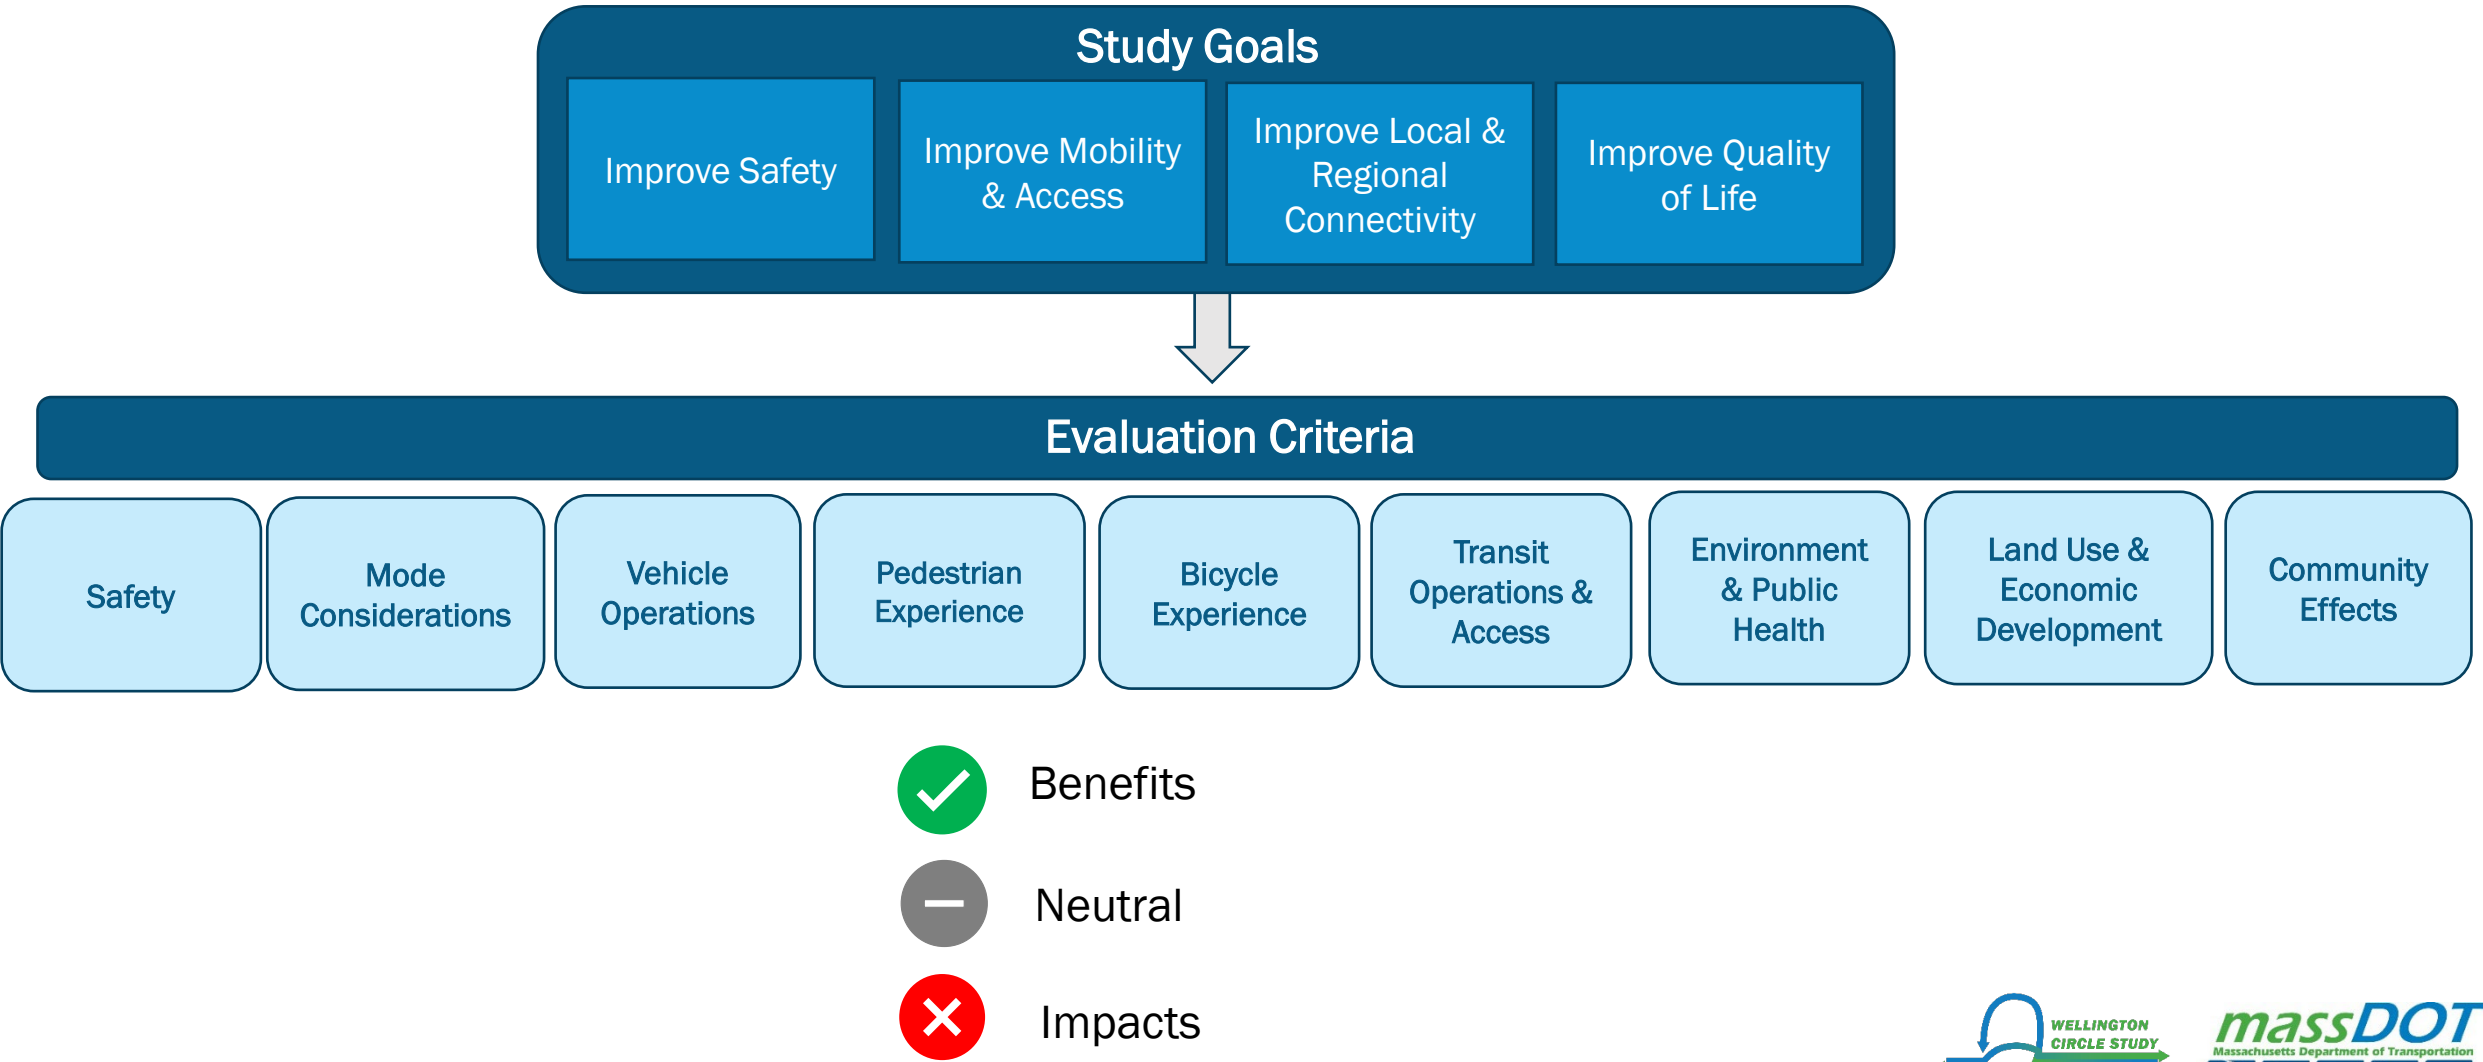 Study Goals
Improve Safety
Improve Mobility
& Access
Improve Local &
Regional
Connectivity
Improve Quality
of Life
Evaluation Criteria
Safety
Mode
Considerations
Vehicle
Operations
Pedestrian
Experience
Bicycle
Experience
Transit
Operations &
Access
Environment
& Public
Health
Land Use &
Economic
Development
Community
Effects
Benefits
Neutral
Impacts
WELLINGTON
CIRCLE STUDY
massDOT
Massachusetts Department of Transportation